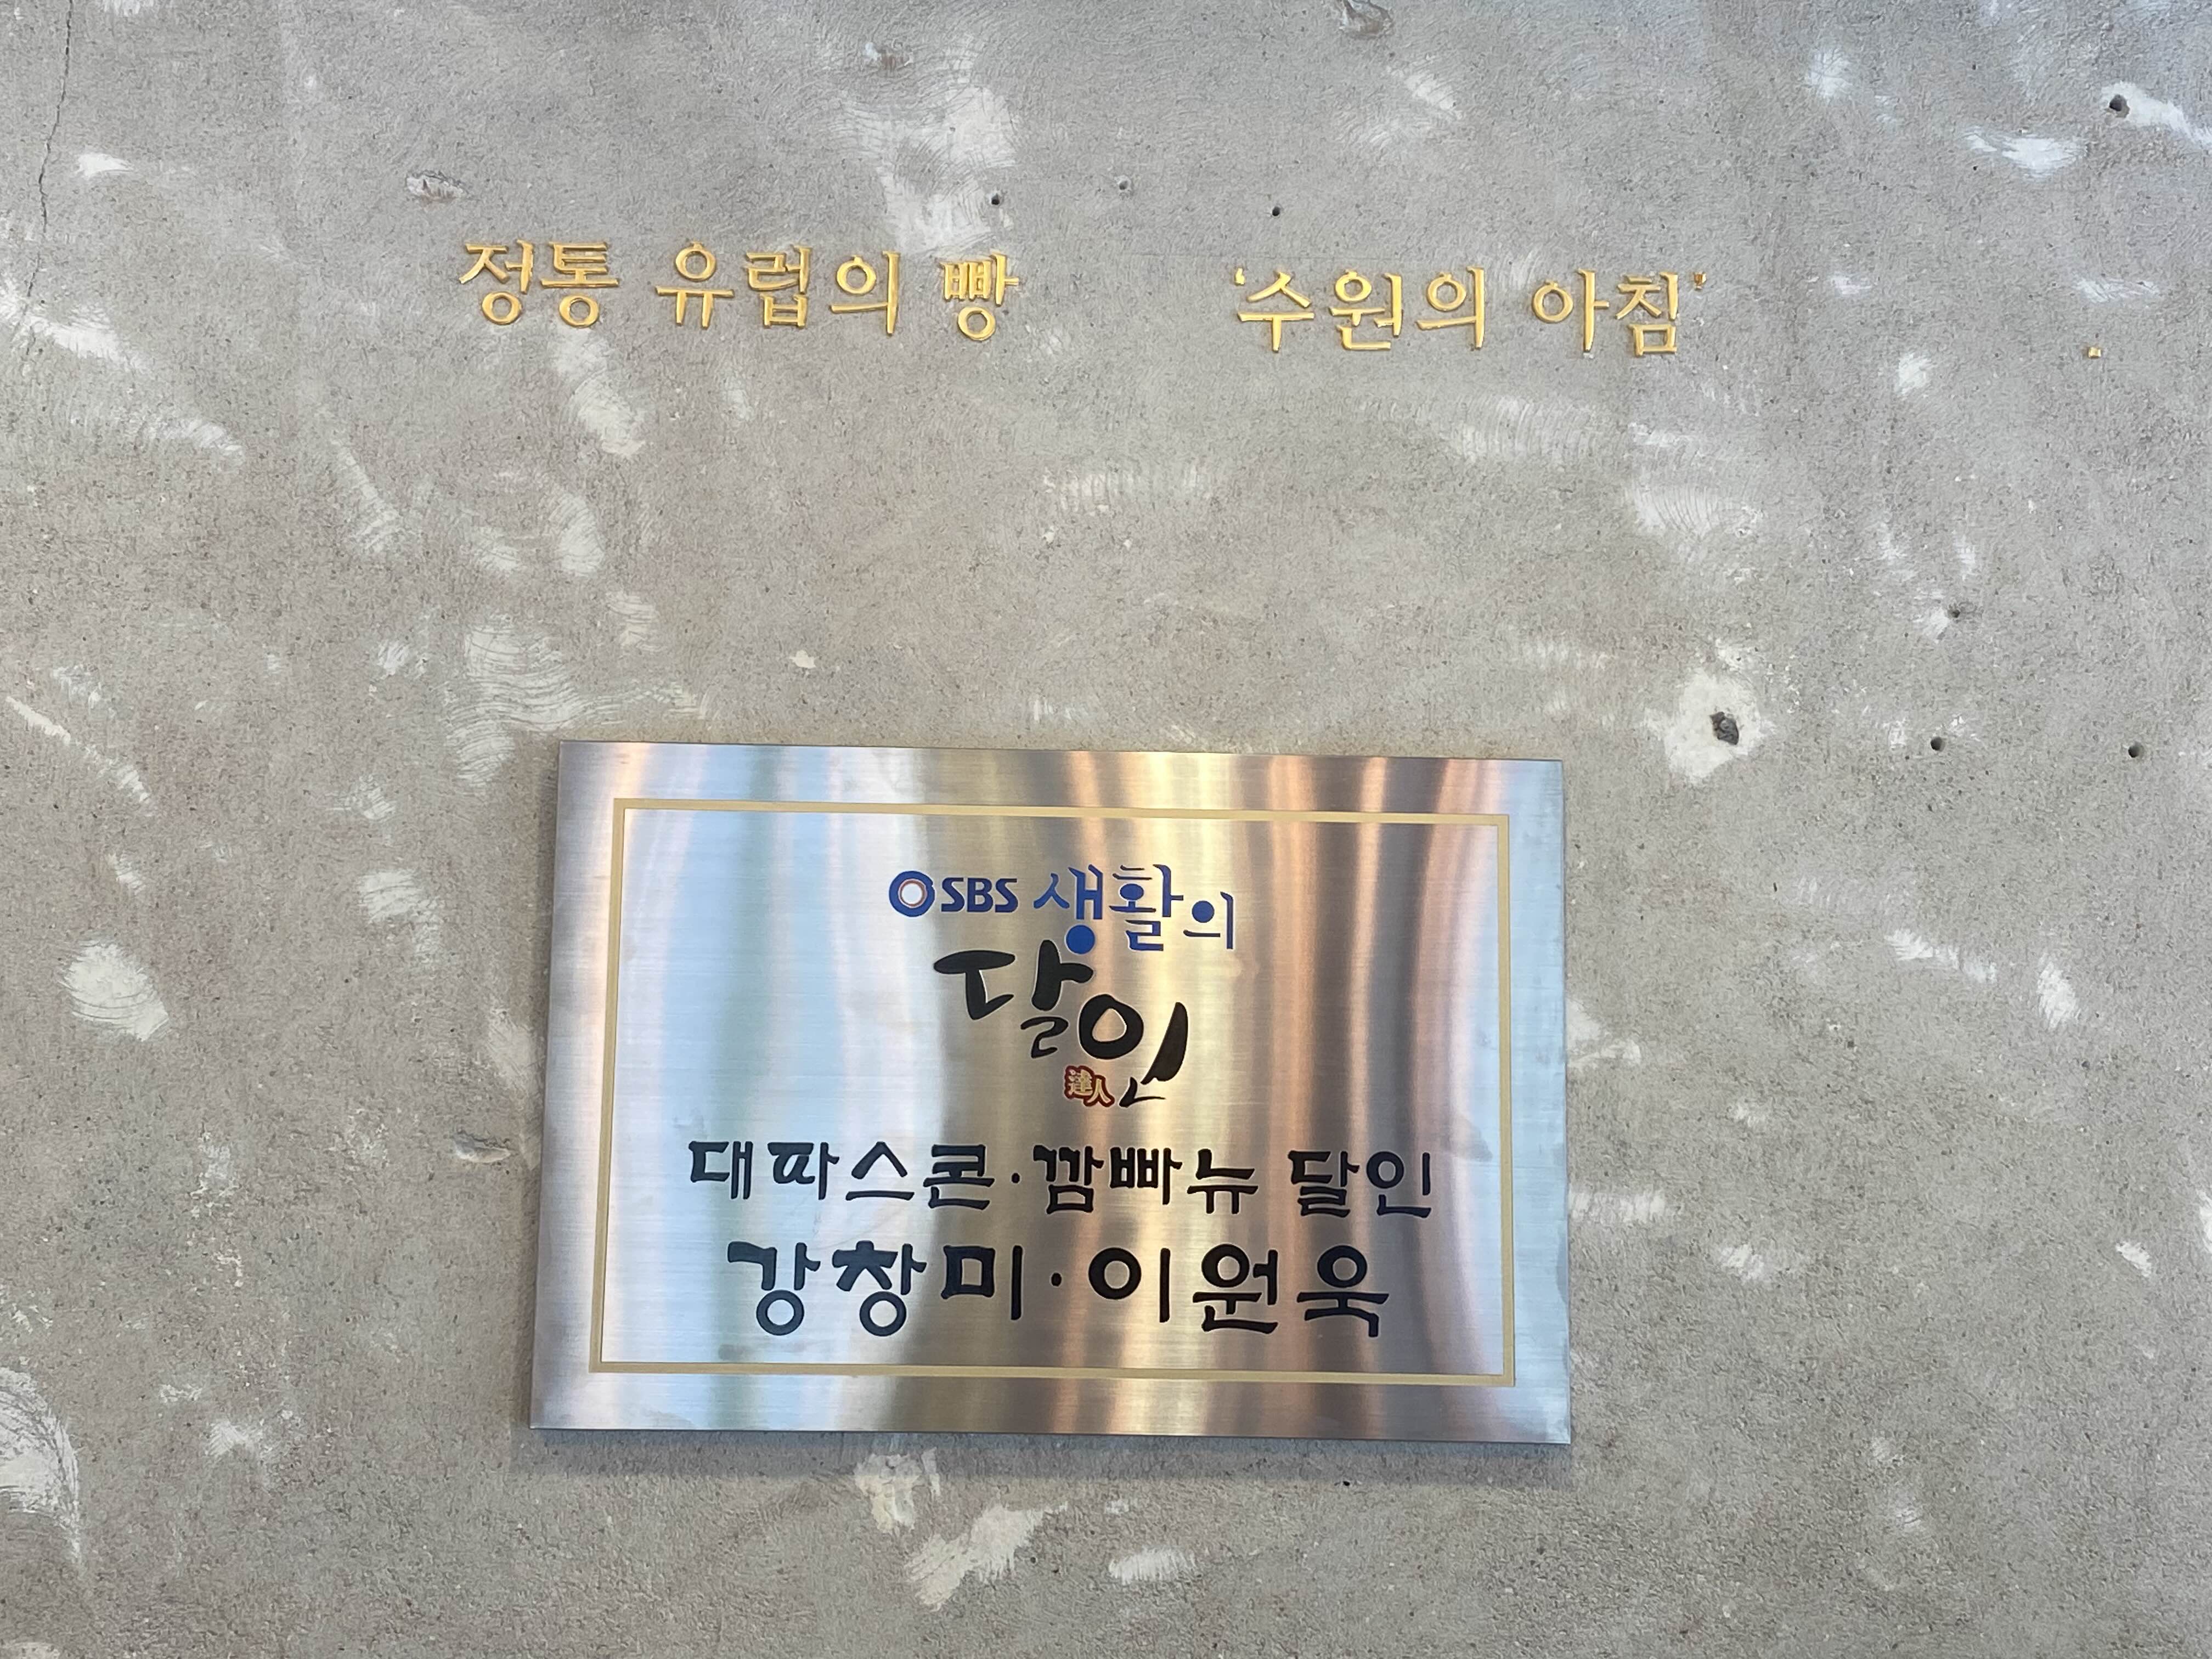 정통 유럽의 빵 '수원의 아침'
SBS 생활의
달인
達人
대파스콘·깜빠뉴 달인
강창미·이원욱